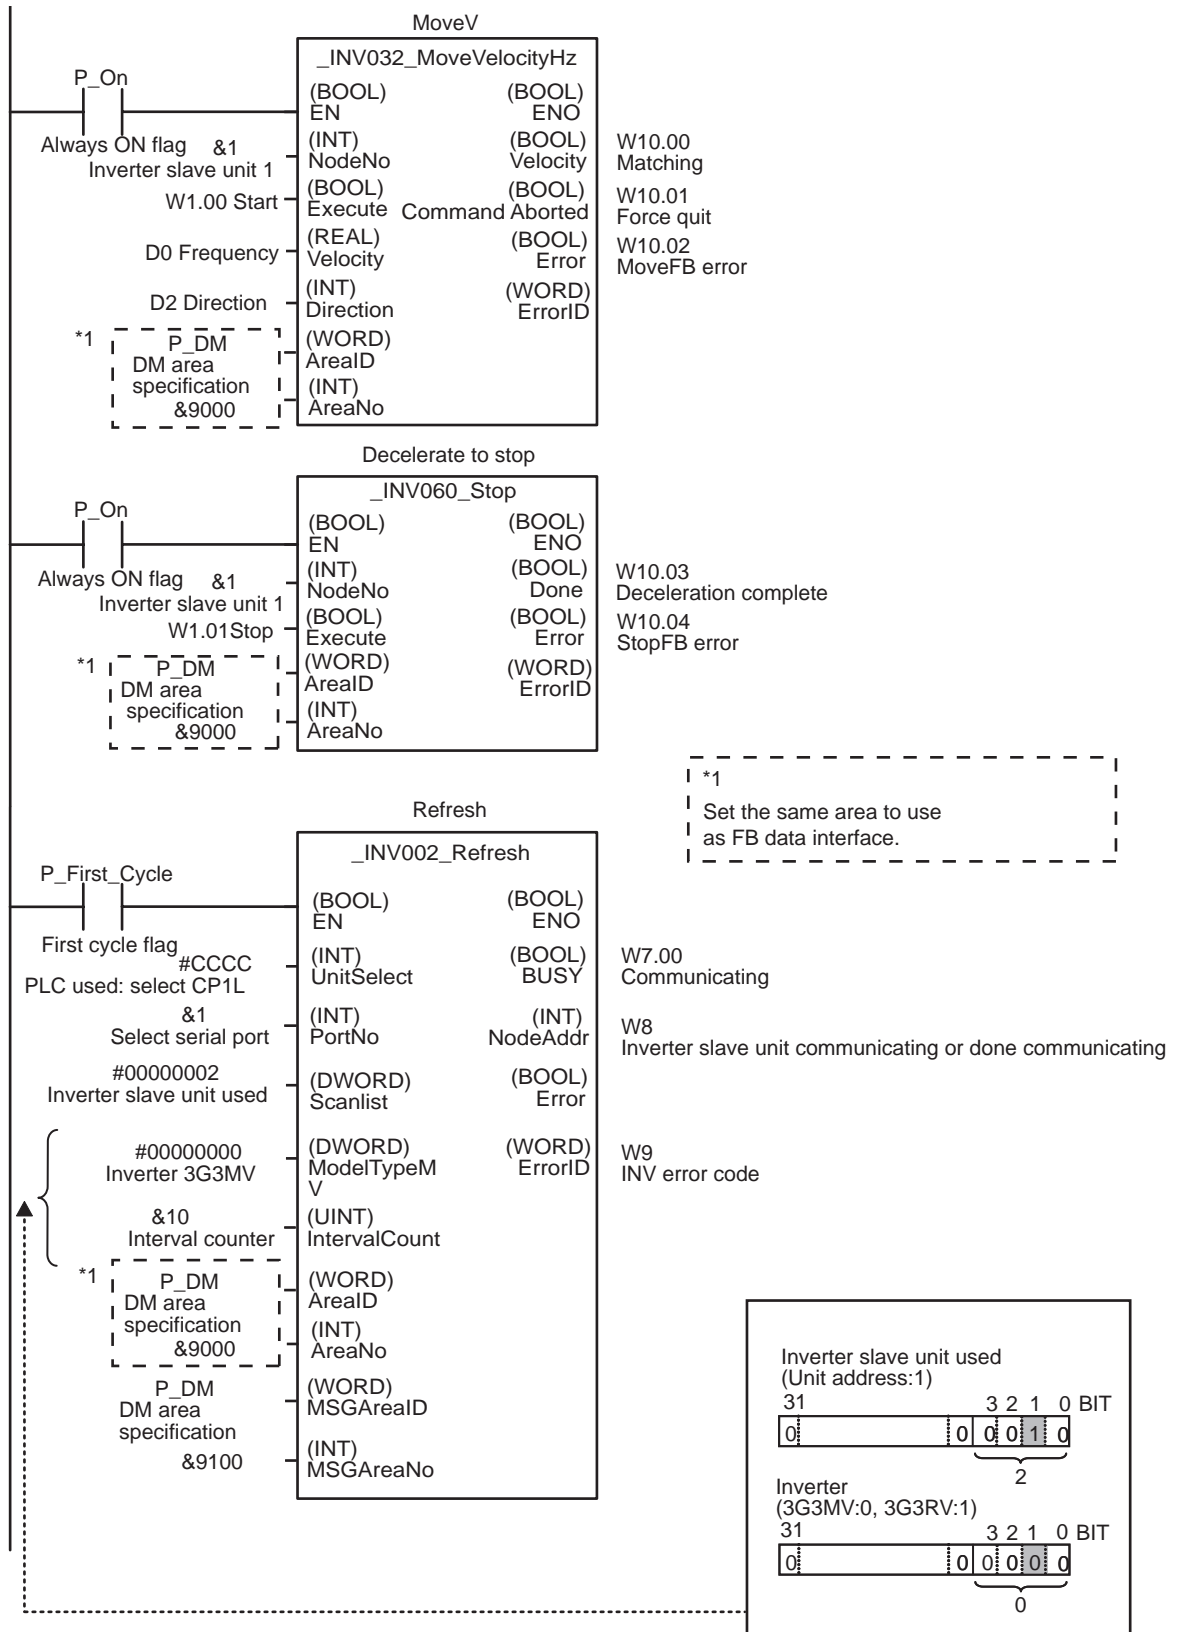 MoveV
_INV032_MoveVelocityHz
P_On
(BOOL) (BOOL)
EN ENO
Always ON flag &1 (INT) (BOOL) W10.00
Inverter slave unit 1 NodeNo Velocity Matching
W1.00 Start (BOOL) (BOOL) W10.01
Execute Command Aborted Force quit
D0 Frequency (REAL) (BOOL) W10.02
Velocity Error MoveFB error
D2 Direction (INT) (WORD)
Direction ErrorID
*1 P_DM (WORD)
DM area AreaID
specification (INT)
&9000 AreaNo
Decelerate to stop
_INV060_Stop
P_On
(BOOL) (BOOL)
EN ENO
Always ON flag &1 (INT) (BOOL) W10.03
Inverter slave unit 1 NodeNo Done Deceleration complete
W1.01Stop (BOOL) (BOOL) W10.04
Execute Error StopFB error
*1 P_DM (WORD) (WORD)
DM area AreaID ErrorID
specification (INT)
&9000 AreaNo
*1
Set the same area to use
as FB data interface.
Refresh
_INV002_Refresh
P_First_Cycle
(BOOL) (BOOL)
EN ENO
First cycle flag
#CCCC (INT) (BOOL) W7.00
PLC used: select CP1L UnitSelect BUSY Communicating
&1 (INT) (INT) W8
Select serial port PortNo NodeAddr Inverter slave unit communicating or done communicating
#00000002 (DWORD) (BOOL)
Inverter slave unit used Scanlist Error
#00000000 (DWORD) (WORD) W9
Inverter 3G3MV ModelTypeM ErrorID INV error code
V
&10 (UINT)
Interval counter IntervalCount
*1 P_DM (WORD)
DM area AreaID
specification (INT)
&9000 AreaNo
P_DM (WORD)
DM area MSGAreaID
specification
&9100 (INT)
MSGAreaNo
Inverter slave unit used
(Unit address:1)
31 3 2 1 0 BIT
0 0 0 0 1 0
2
Inverter
(3G3MV:0, 3G3RV:1)
31 3 2 1 0 BIT
0 0 0 0 0 0
0